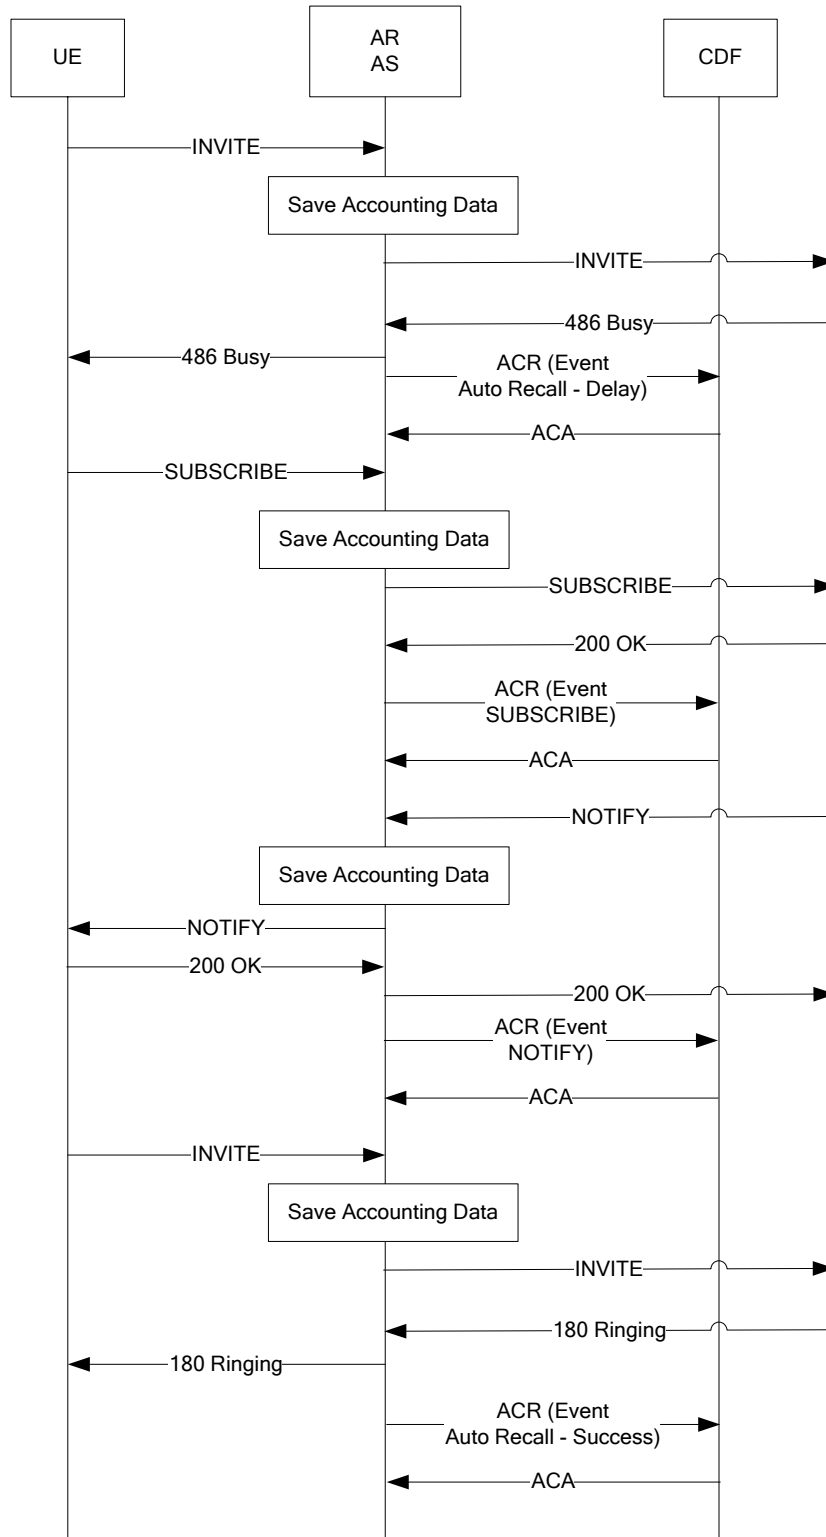 UE
AR
AS
CDF
INVITE
Save Accounting Data
INVITE
486 Busy
486 Busy
ACR (Event
Auto Recall - Delay)
ACA
SUBSCRIBE
Save Accounting Data
SUBSCRIBE
200 OK
ACR (Event
SUBSCRIBE)
ACA
NOTIFY
Save Accounting Data
NOTIFY
200 OK
200 OK
ACR (Event
NOTIFY)
ACA
INVITE
Save Accounting Data
INVITE
180 Ringing
180 Ringing
ACR (Event
Auto Recall - Success)
ACA